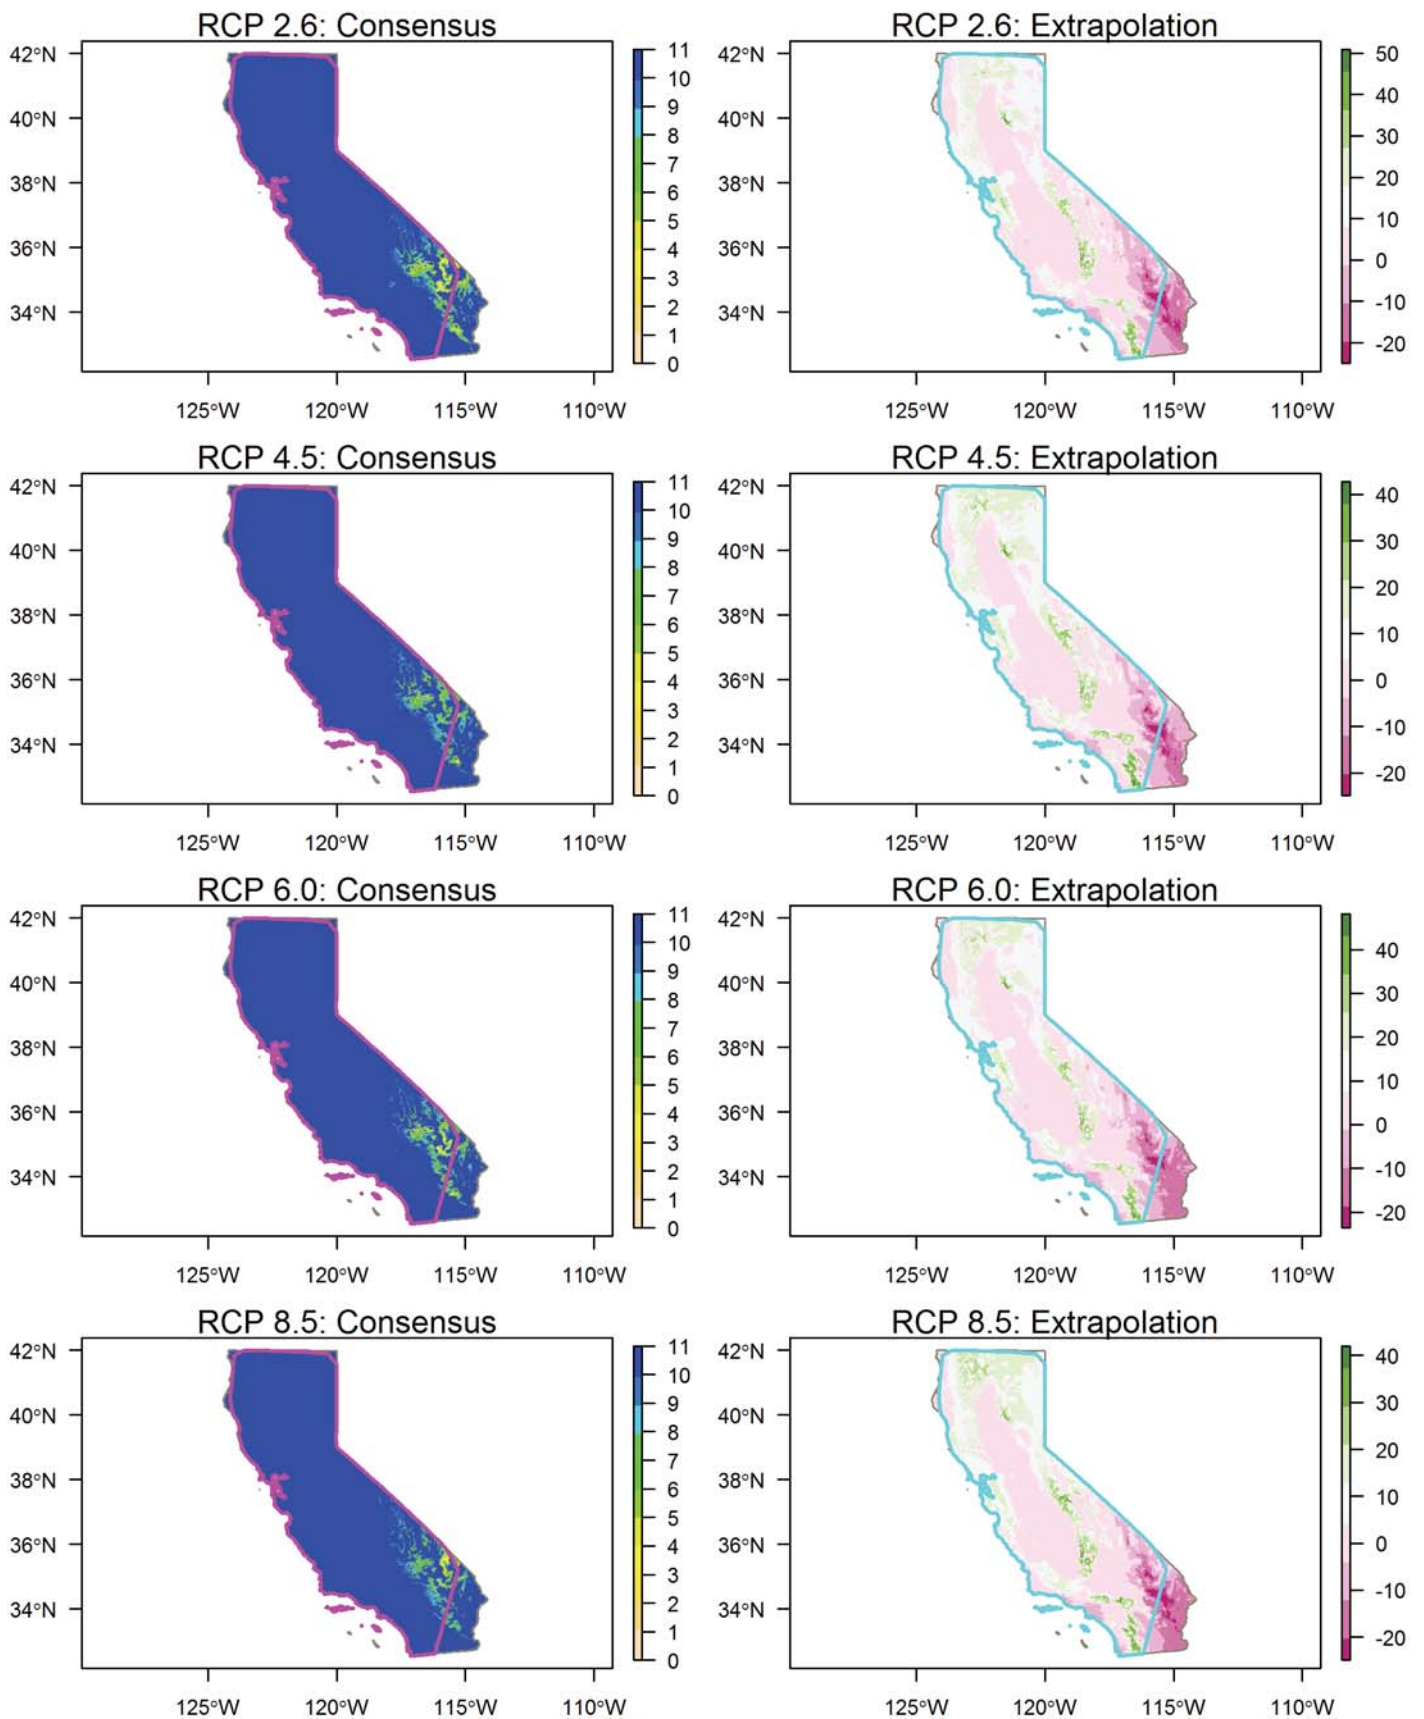 RCP 2.6: Consensus
42°N
40°N
38°N
36°N
34°N
125°W 120°W 115°W 110°W
11
10
9
8
7
6
5
4
3
2
1
0
RCP 2.6: Extrapolation
42°N
40°N
38°N
36°N
34°N
125°W 120°W 115°W 110°W
50
40
30
20
10
0
-10
-20
RCP 4.5: Consensus
42°N
40°N
38°N
36°N
34°N
125°W 120°W 115°W 110°W
11
10
9
8
7
6
5
4
3
2
1
0
RCP 4.5: Extrapolation
42°N
40°N
38°N
36°N
34°N
125°W 120°W 115°W 110°W
40
30
20
10
0
-10
-20
RCP 6.0: Consensus
42°N
40°N
38°N
36°N
34°N
125°W 120°W 115°W 110°W
11
10
9
8
7
6
5
4
3
2
1
0
RCP 6.0: Extrapolation
42°N
40°N
38°N
36°N
34°N
125°W 120°W 115°W 110°W
40
30
20
10
0
-10
-20
RCP 8.5: Consensus
42°N
40°N
38°N
36°N
34°N
125°W 120°W 115°W 110°W
11
10
9
8
7
6
5
4
3
2
1
0
RCP 8.5: Extrapolation
42°N
40°N
38°N
36°N
34°N
125°W 120°W 115°W 110°W
40
30
20
10
0
-10
-20